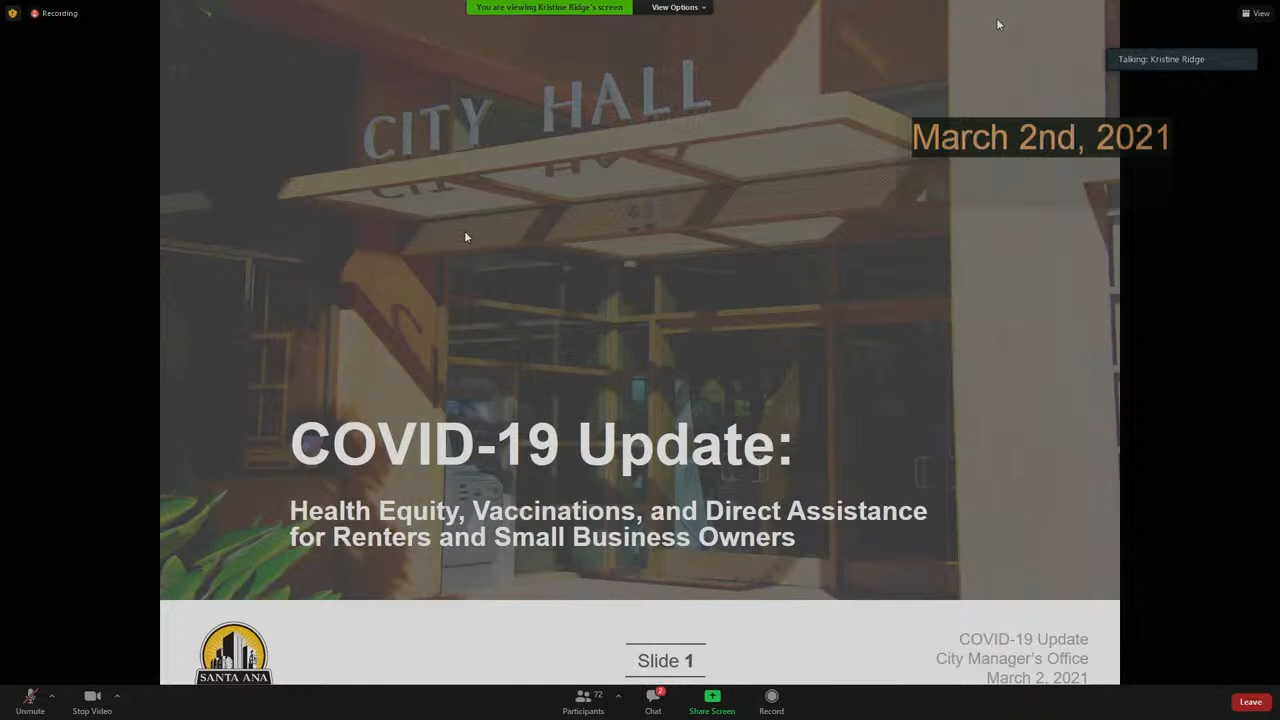 Recording
You are viewing Kristine Ridge's screen
View Options
View
Talking: Kristine Ridge
CITY HALL
March 2nd, 2021
COVID-19 Update:
Health Equity, Vaccinations, and Direct Assistance
for Renters and Small Business Owners
SANTA ANA
Slide 1
COVID-19 Update
City Manager's Office
March 2, 2021
Unmute
Stop Video
72
Participants
2
Chat
Share Screen
Record
Leave